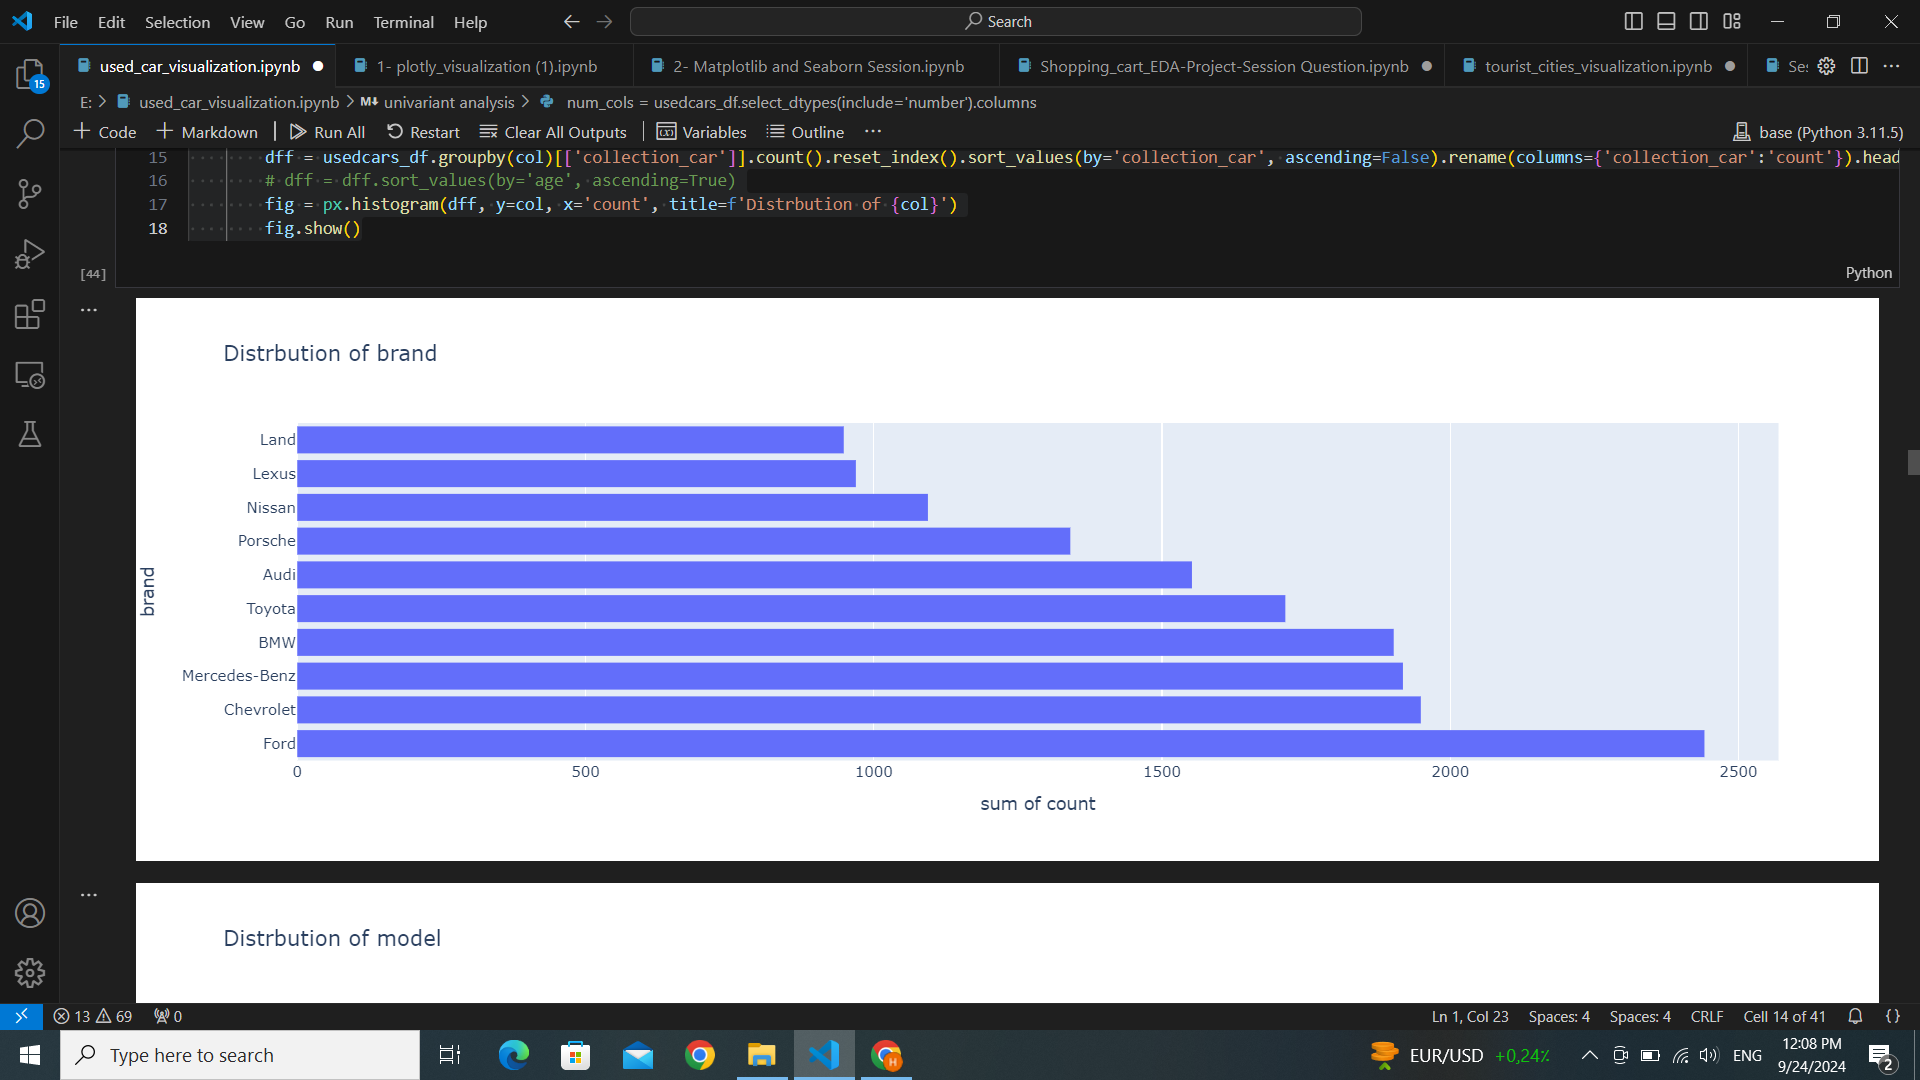 File Edit Selection View Go Run Terminal Help Search
used_car_visualization.ipynb 1- plotly_visualization (1).ipynb 2- Matplotlib and Seaborn Session.ipynb Shopping_cart_EDA-Project-Session Question.ipynb tourist_cities_visualization.ipynb
15
E: > used_car_visualization.ipynb > M↓ univariant analysis > num_cols = usedcars_df.select_dtypes(include='number').columns
+ Code + Markdown | Run All Restart Clear All Outputs | Variables Outline ... base (Python 3.11.5)
15 dff = usedcars_df.groupby(col)[['collection_car']].count().reset_index().sort_values(by='collection_car', ascending=False).rename(columns={'collection_car':'count'}).head
16 # dff = dff.sort_values(by='age', ascending=True)
17 fig = px.histogram(dff, y=col, x='count', title=f'Distrbution of {col}')
18 fig.show()
[44] Python
Distrbution of brand
Land
Lexus
Nissan
Porsche
Audi
brand
Toyota
BMW
Mercedes-Benz
Chevrolet
Ford
0 500 1000 1500 2000 2500
sum of count
Distrbution of model
13 69 0 Ln 1, Col 23 Spaces: 4 Spaces: 4 CRLF Cell 14 of 41
Type here to search EUR/USD +0,24% ENG 12:08 PM
9/24/2024 2